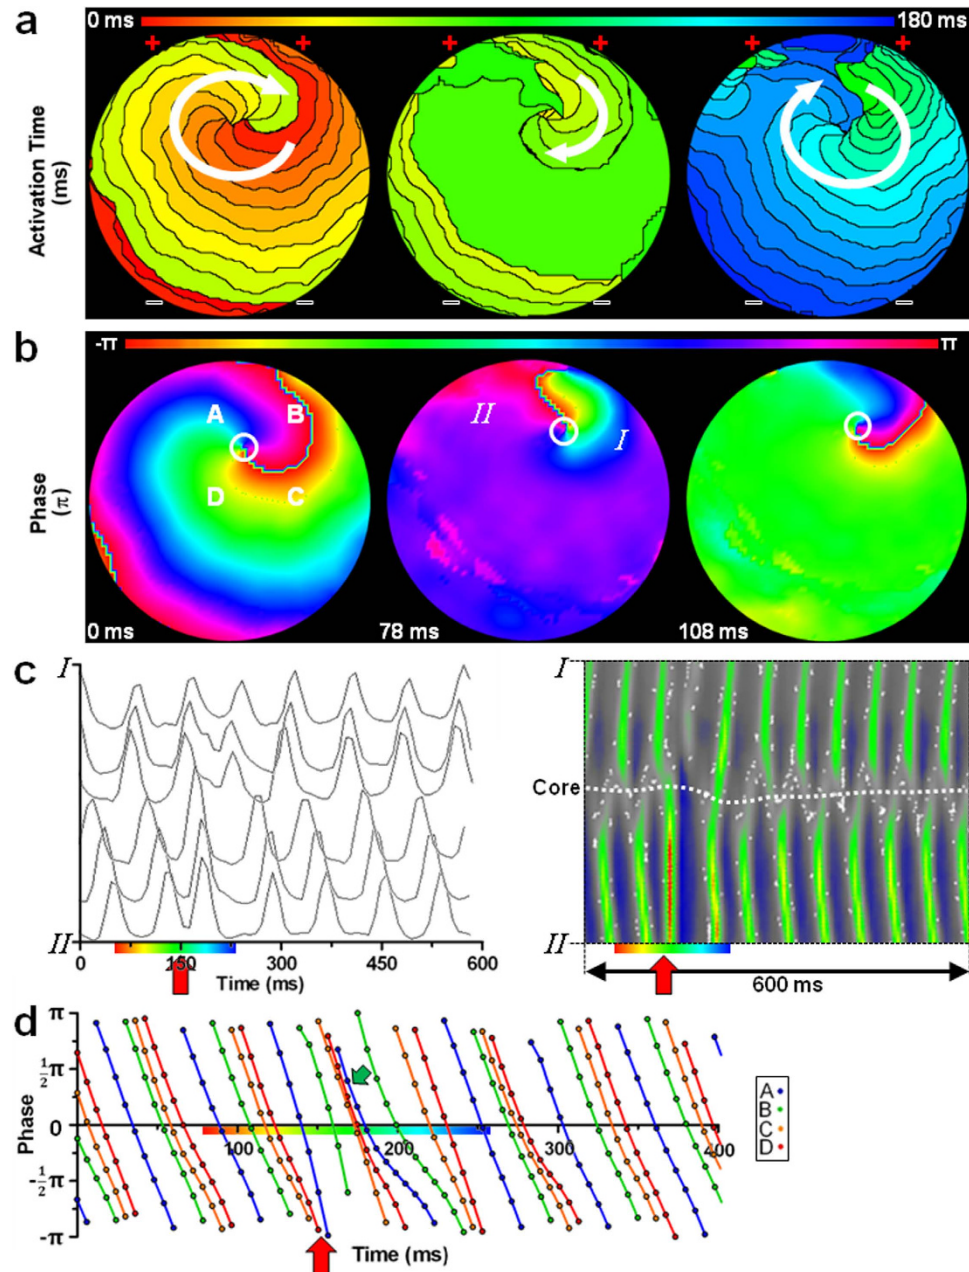 a
0 ms
180 ms
+ + + + + +
Activation Time
(ms)
– – – – – –
b
-π
π
A
B
D
C
II
I
Phase
(π)
0 ms
78 ms
108 ms
c
I
I
Core
II
II
0
150
300
450
600
Time (ms)
600 ms
d
π
½π
0
-½π
-π
Phase
100
200
300
400
Time (ms)
A
B
C
D